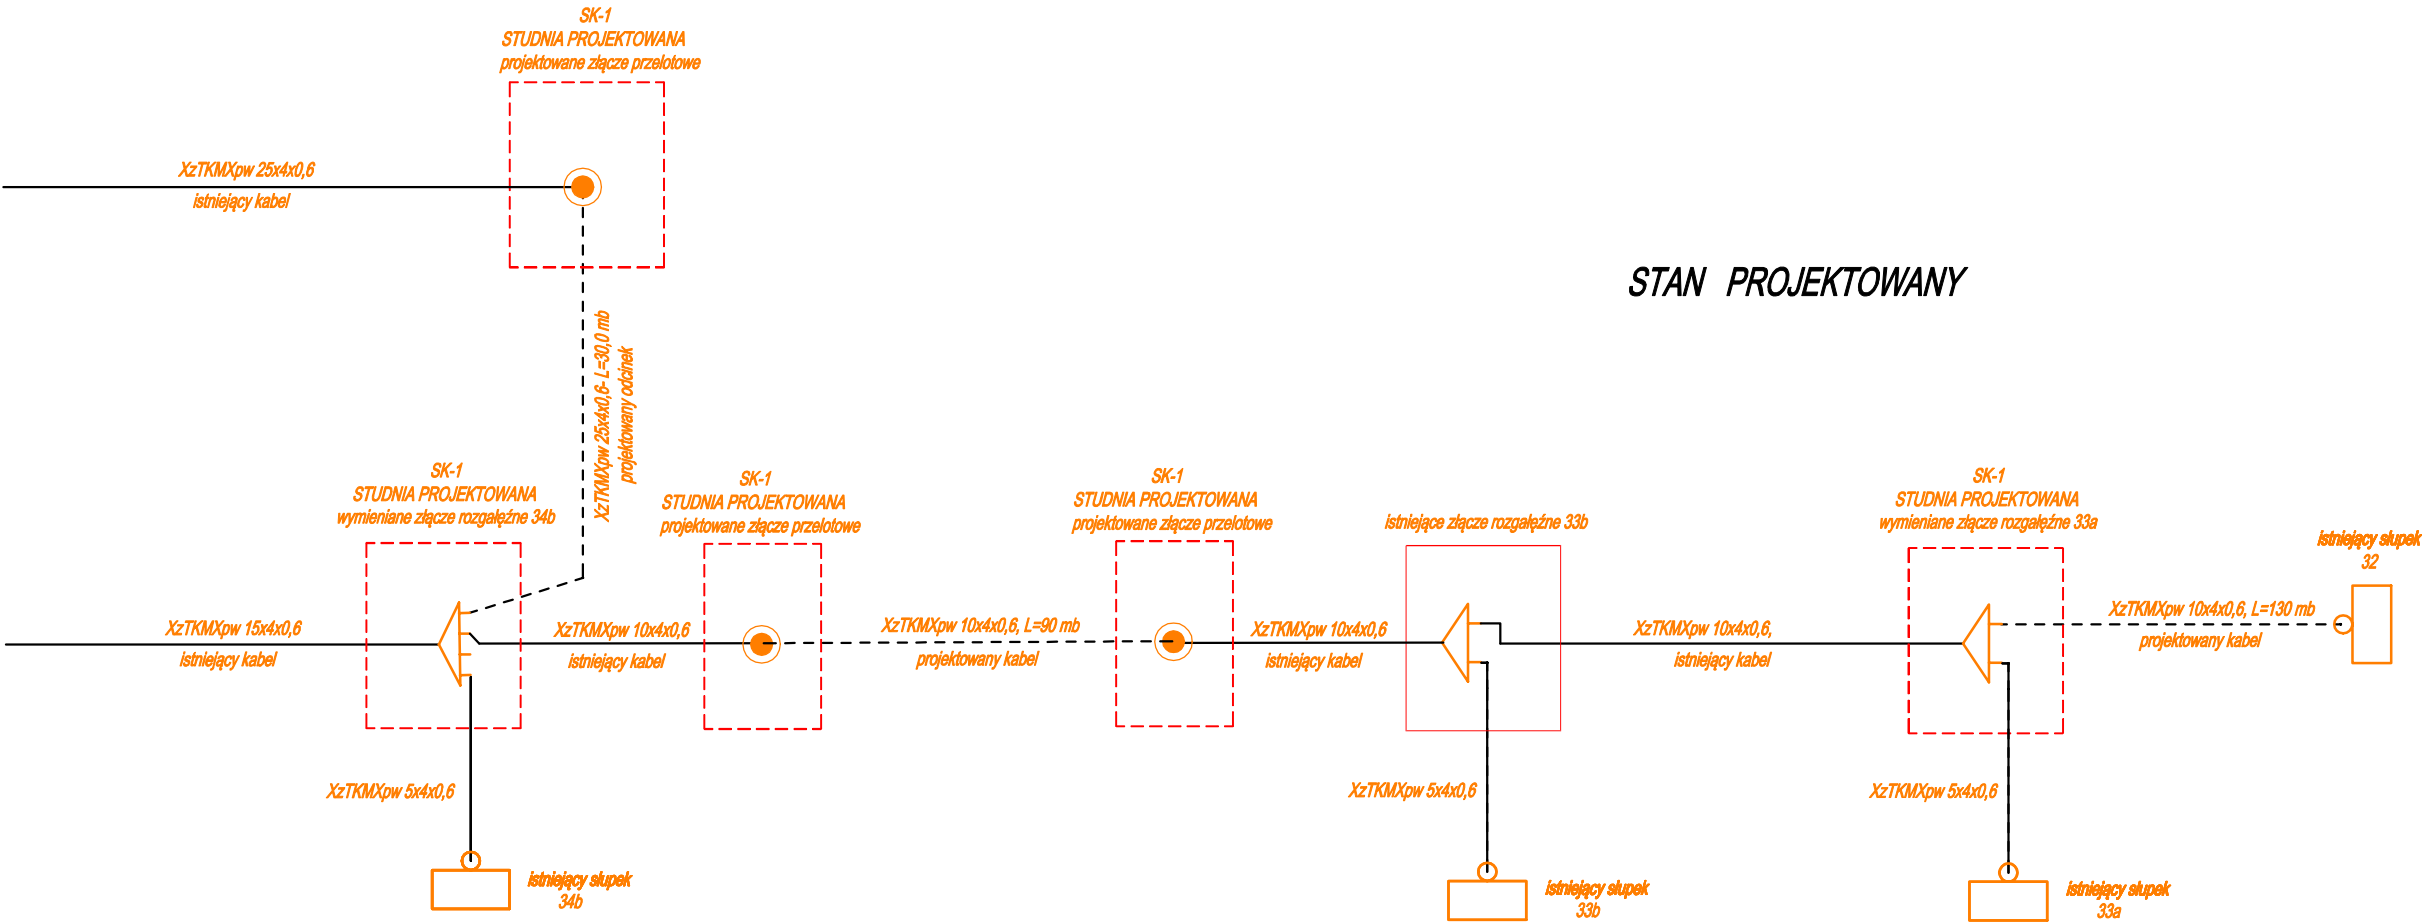 SK-1
STUDNIA PROJEKTOWANA
projektowane złącze przelotowe
XzTKMXpw 25x4x0,6
istniejący kabel
STAN PROJEKTOWANY
XzTKMXpw 25x4x0,6- L=30,0 mb
projektowany odcinek
SK-1
STUDNIA PROJEKTOWANA
wymieniane złącze rozgałęźne 34b
SK-1
STUDNIA PROJEKTOWANA
projektowane złącze przelotowe
SK-1
STUDNIA PROJEKTOWANA
projektowane złącze przelotowe
istniejące złącze rozgałęźne 33b
SK-1
STUDNIA PROJEKTOWANA
wymieniane złącze rozgałęźne 33a
istniejący słupek
32
XzTKMXpw 15x4x0,6
istniejący kabel
XzTKMXpw 10x4x0,6
istniejący kabel
XzTKMXpw 10x4x0,6, L=90 mb
projektowany kabel
XzTKMXpw 10x4x0,6
istniejący kabel
XzTKMXpw 10x4x0,6,
istniejący kabel
XzTKMXpw 10x4x0,6, L=130 mb
projektowany kabel
XzTKMXpw 5x4x0,6
XzTKMXpw 5x4x0,6
XzTKMXpw 5x4x0,6
istniejący słupek
34b
istniejący słupek
33b
istniejący słupek
33a